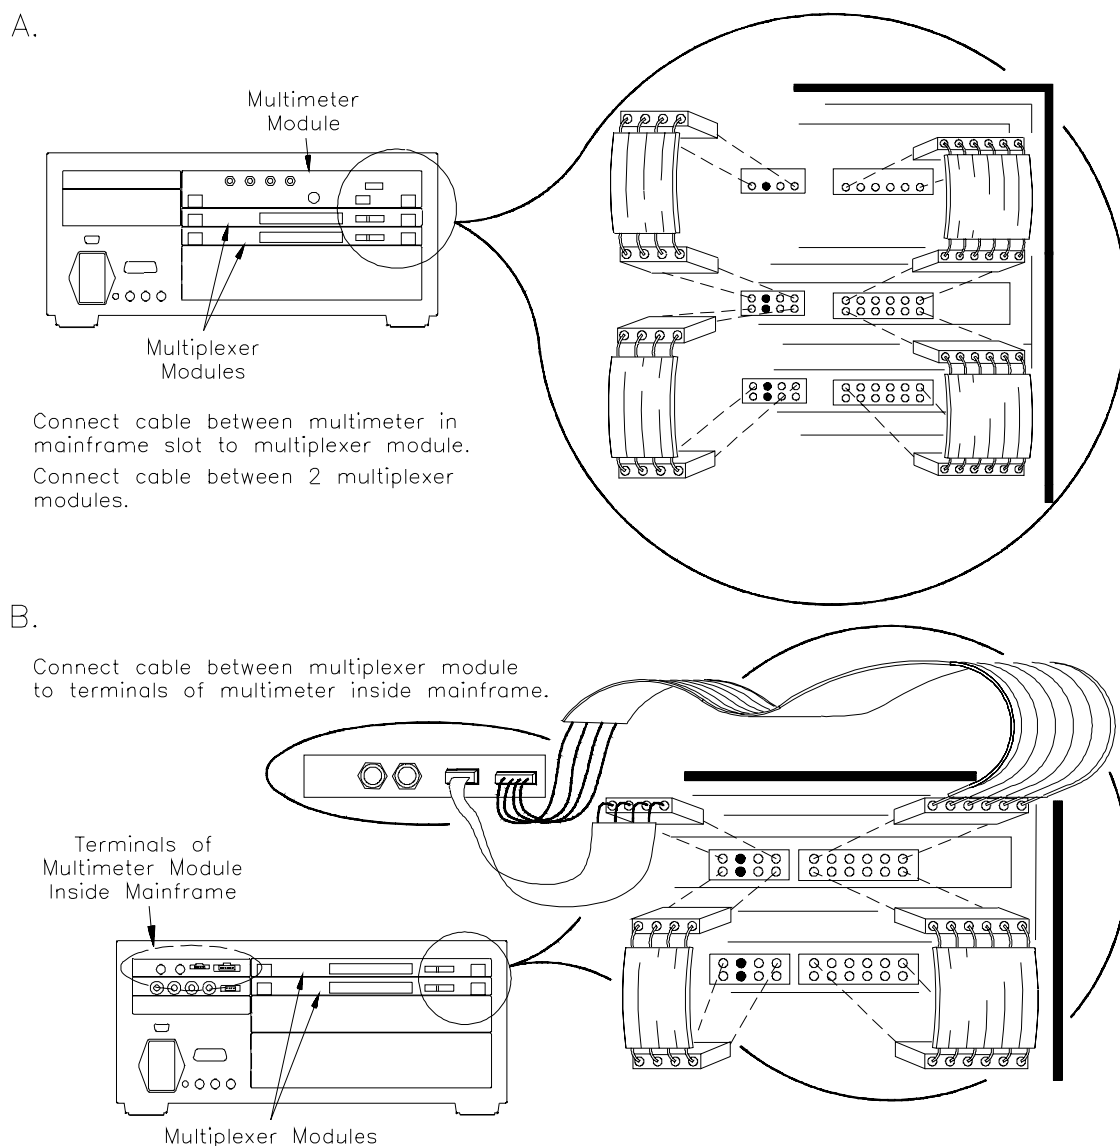 A.
Multimeter
Module
Multiplexer
Modules
Connect cable between multimeter in
mainframe slot to multiplexer module.
Connect cable between 2 multiplexer
modules.
B.
Connect cable between multiplexer module
to terminals of multimeter inside mainframe.
Terminals of
Multimeter Module
Inside Mainframe
Multiplexer Modules